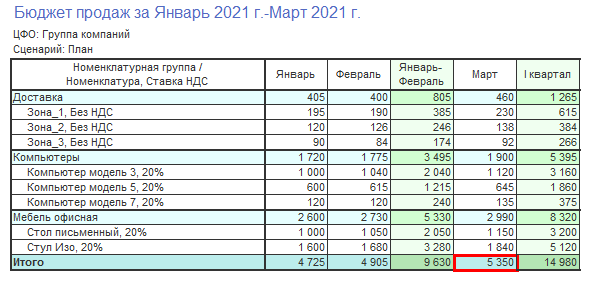 Бюджет продаж за Январь 2021 г.-Март 2021 г.
ЦФО: Группа компаний
Сценарий: План
Номенклатурная группа / Номенклатура, Ставка НДС Январь Февраль Январь-Февраль Март I квартал
Доставка 405 400 805 460 1 265
Зона_1, Без НДС 195 190 385 230 615
Зона_2, Без НДС 120 126 246 138 384
Зона_3, Без НДС 90 84 174 92 266
Компьютеры 1 720 1 775 3 495 1 900 5 395
Компьютер модель 3, 20% 1 000 1 040 2 040 1 120 3 160
Компьютер модель 5, 20% 600 615 1 215 645 1 860
Компьютер модель 7, 20% 120 120 240 135 375
Мебель офисная 2 600 2 730 5 330 2 990 8 320
Стол письменный, 20% 1 000 1 050 2 050 1 150 3 200
Стул Изо, 20% 1 600 1 680 3 280 1 840 5 120
Итого 4 725 4 905 9 630 5 350 14 980